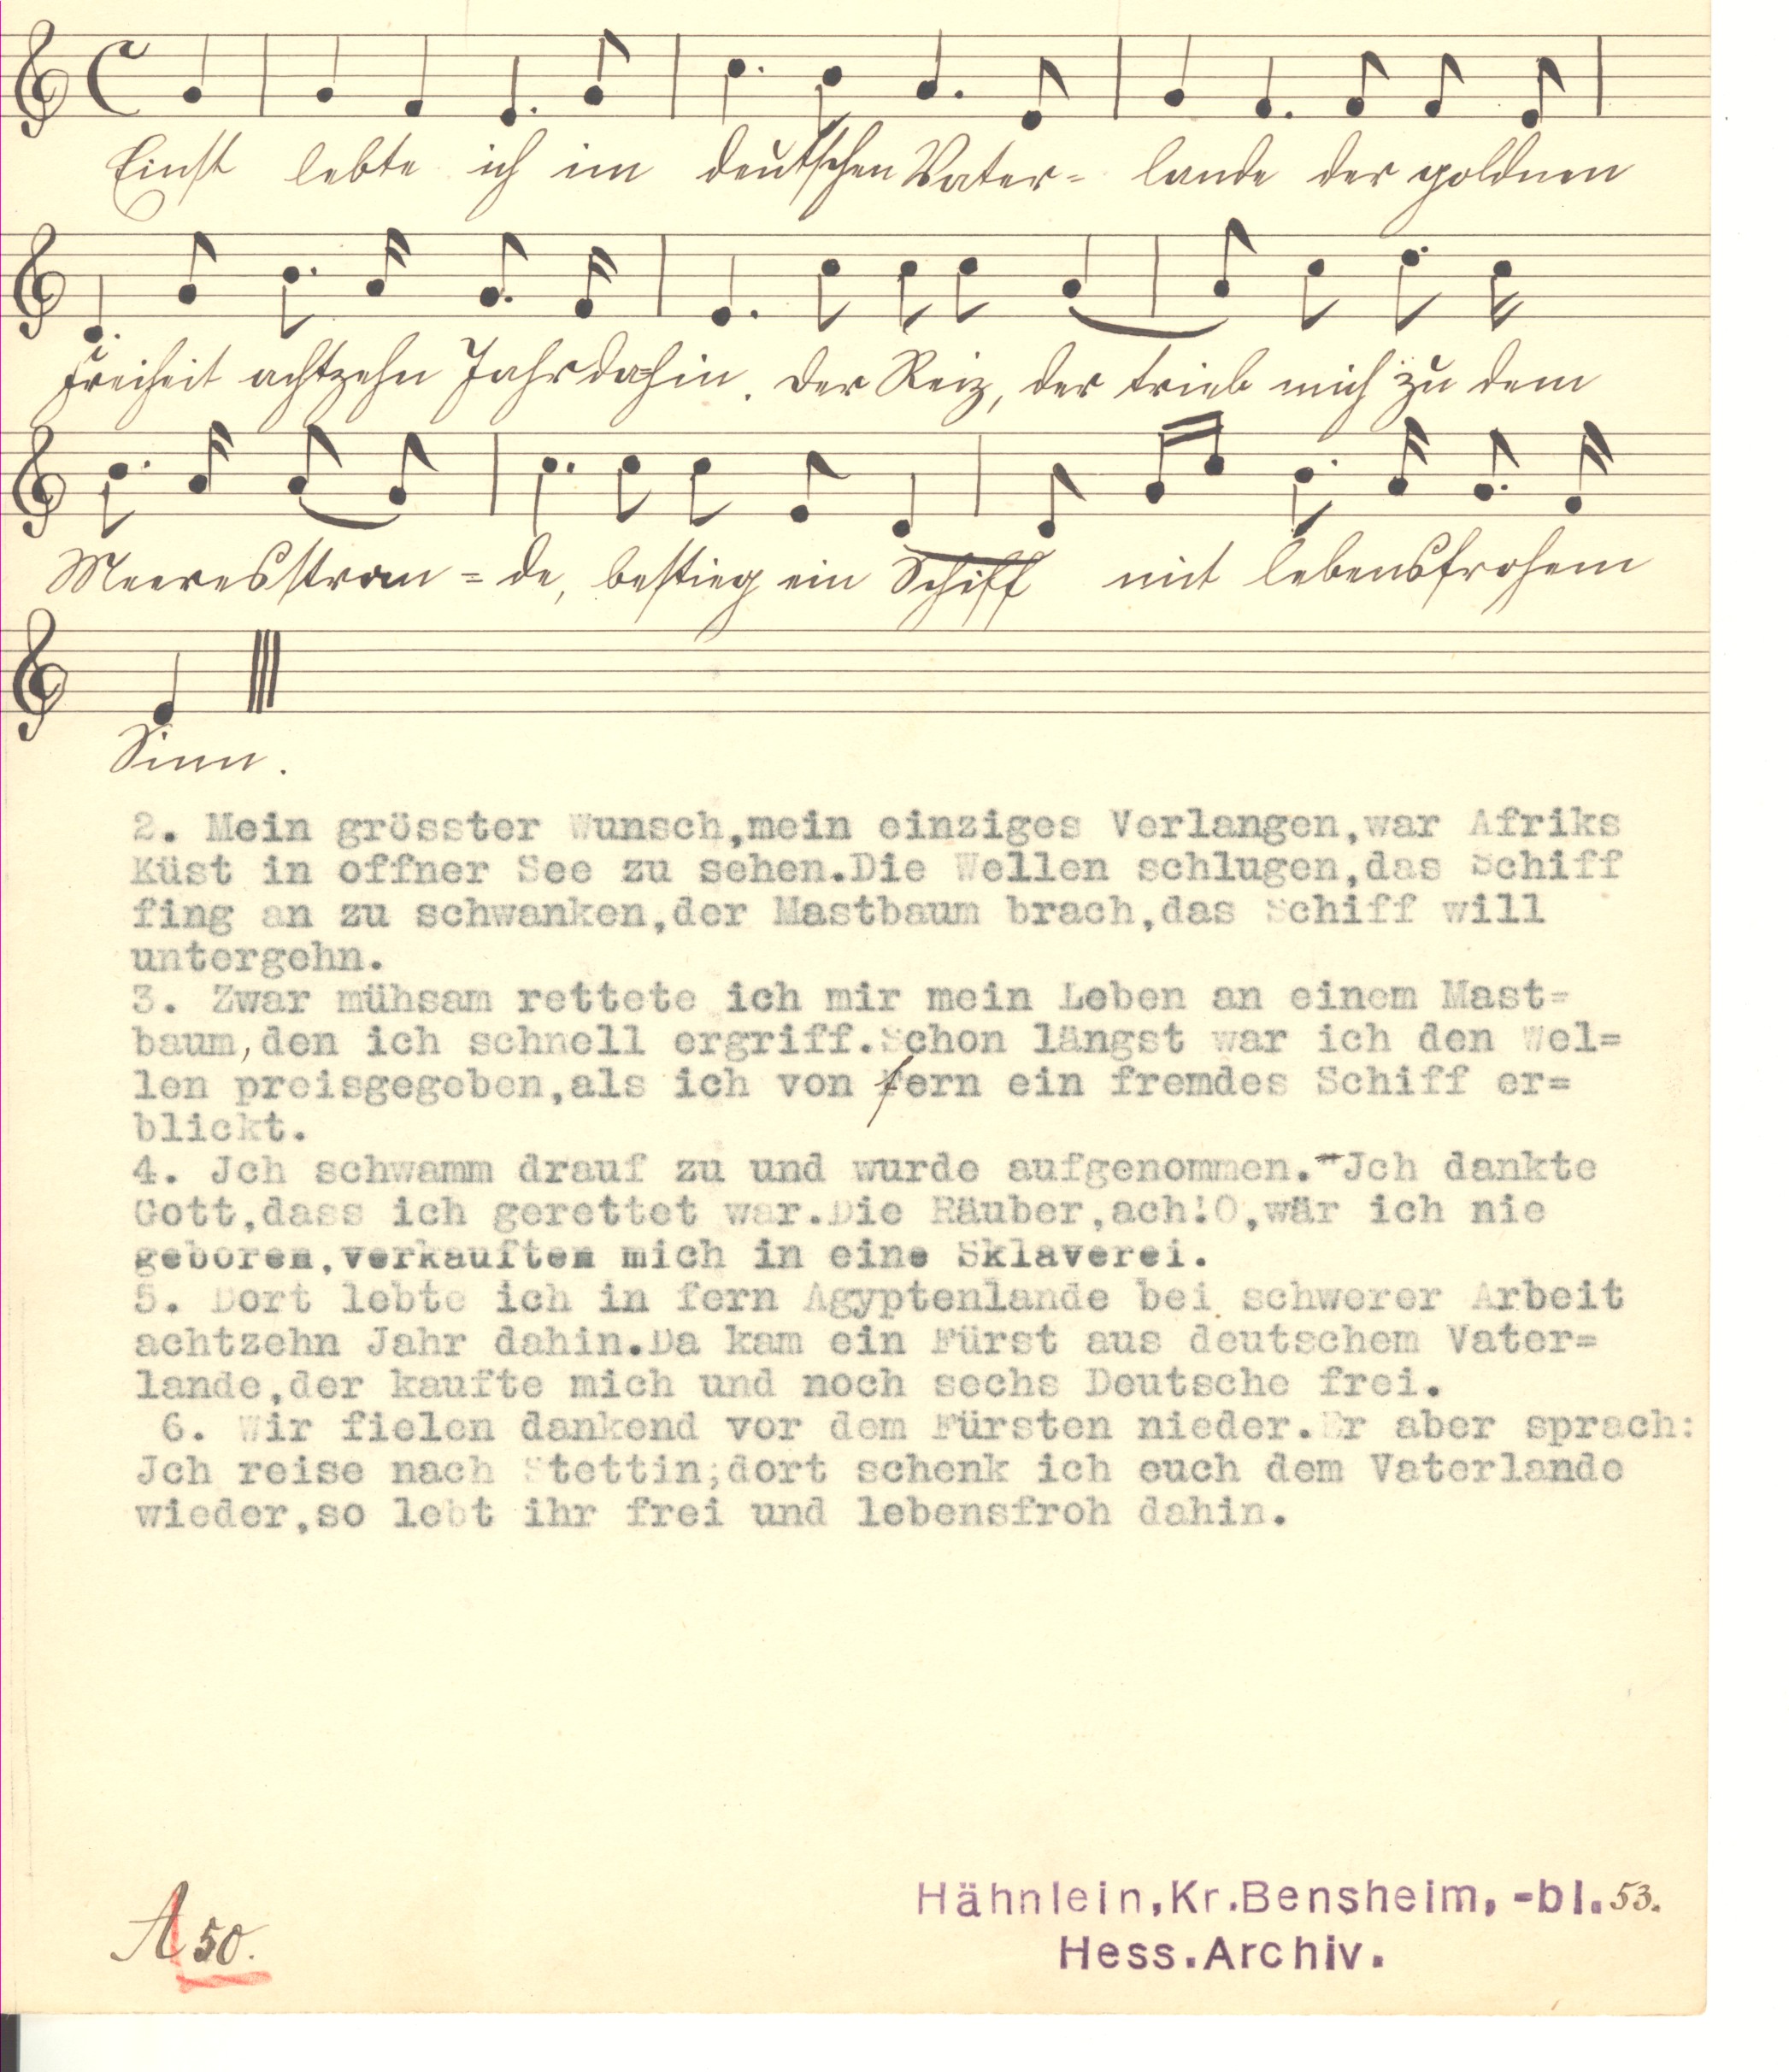 Einst lebte ich im deutschen Vater= lande der goldnen
Freiheit achtzehn Jahr dahin. Der Reiz, der trieb mich zu dem
Meeresstran=de, bestieg ein Schiff mit lebensfrohem
Sinn.
2. Mein grösster Wunsch,mein einziges Verlangen,war Afriks
Küst in offner See zu sehen.Die Wellen schlugen,das Schiff
fing an zu schwanken,der Mastbaum brach,das Schiff will
untergehn.
3. Zwar mühsam rettete ich mir mein Leben an einem Mast=
baum,den ich schnell ergriff.Schon längst war ich den Wel=
len preisgegeben,als ich von fern ein fremdes Schiff er=
blickt.
4. Jch schwamm drauf zu und wurde aufgenommen.-Jch dankte
Gott,dass ich gerettet war.Die Räuber,ach!O,wär ich nie
geboren,verkauften mich in eine Sklaverei.
5. Dort lebte ich in fern Agyptenlande bei schwerer Arbeit
achtzehn Jahr dahin.Da kam ein Fürst aus deutschem Vater=
lande,der kaufte mich und noch sechs Deutsche frei.
6. Wir fielen dankend vor dem Fürsten nieder.Er aber sprach:
Jch reise nach Stettin;dort schenk ich euch dem Vaterlande
wieder,so lebt ihr frei und lebensfroh dahin.
Hähnlein,Kr.Bensheim,-bl.53.
A 50.
Hess.Archiv.